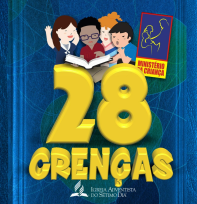 MINISTÉRIO
DA CRIANÇA
28
CRENÇAS
IGREJA ADVENTISTA
DO SÉTIMO DIA